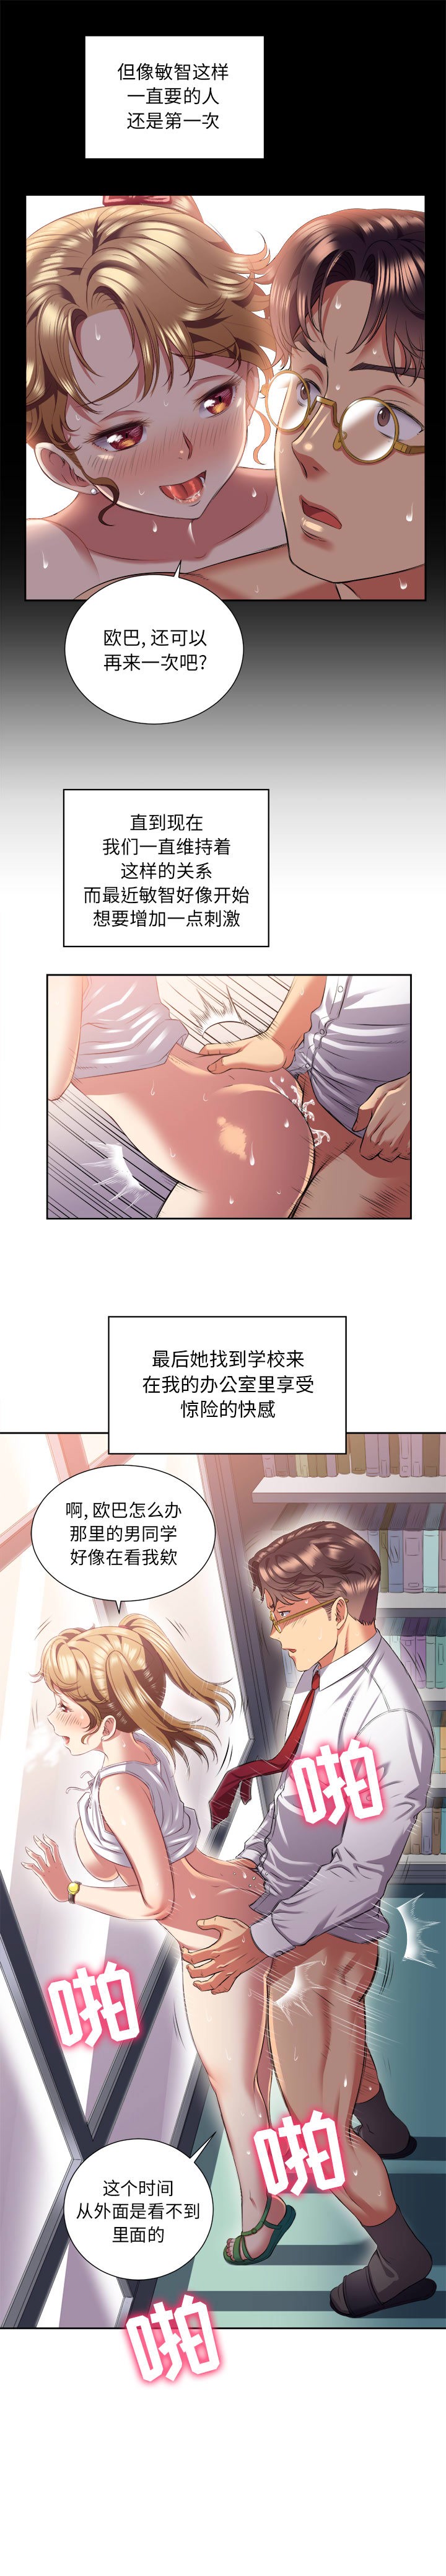 但像敏智这样
一直要的人
还是第一次
欧巴, 还可以
再来一次吧?
直到现在
我们一直维持着
这样的关系
而最近敏智好像开始
想要增加一点刺激
最后她找到学校来
在我的办公室里享受
惊险的快感
啊, 欧巴怎么办
那里的男同学
好像在看我欸
啪
啪
啪
这个时间
从外面是看不到
里面的
啪